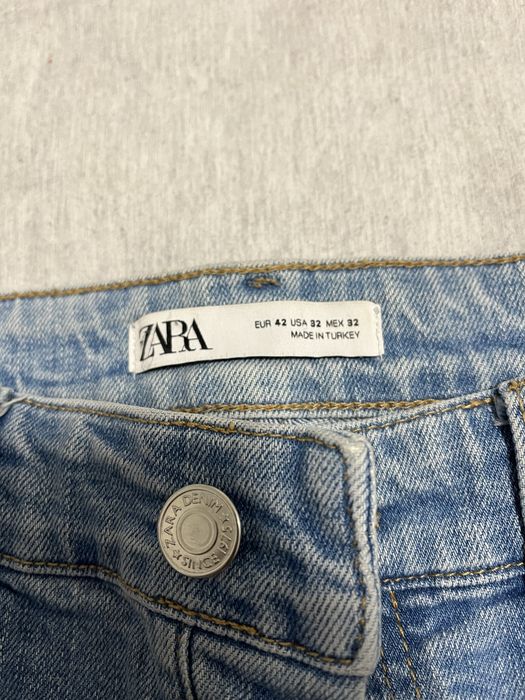 ZARA
EUR 42 USA 32 MEX 32
MADE IN TURKEY
ZARA DENIM
SINCE 1975